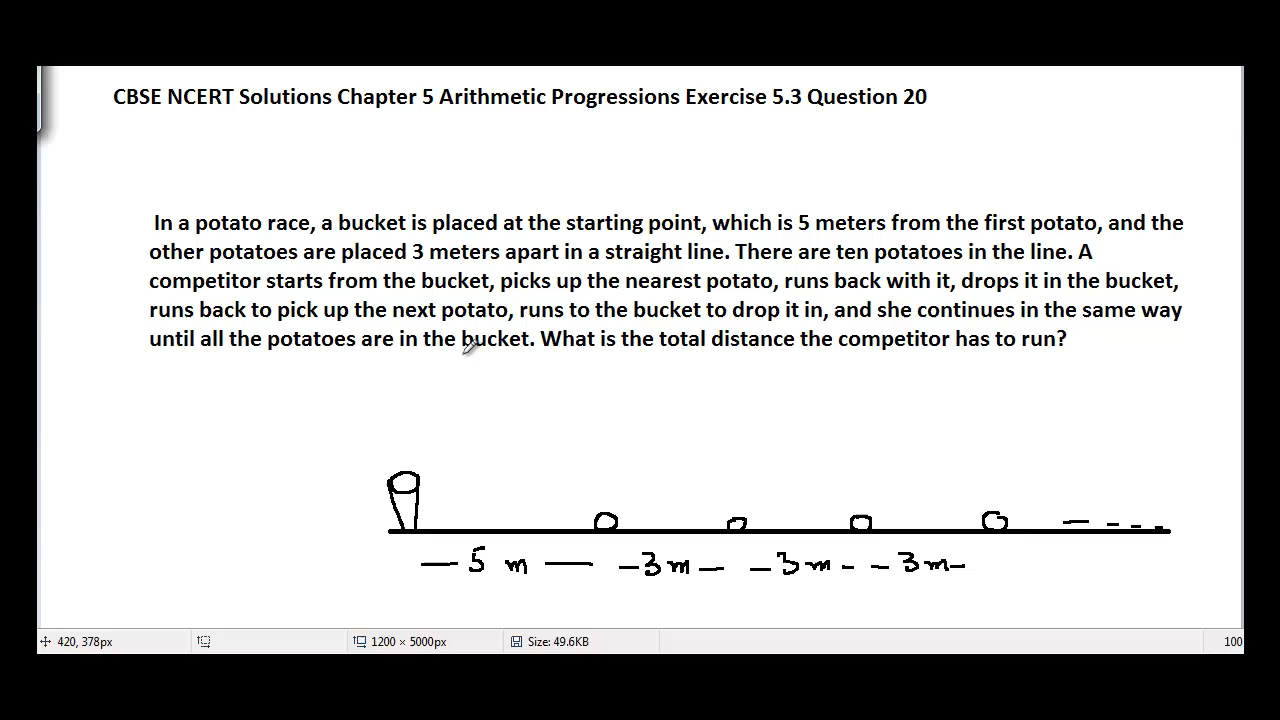 CBSE NCERT Solutions Chapter 5 Arithmetic Progressions Exercise 5.3 Question 20
In a potato race, a bucket is placed at the starting point, which is 5 meters from the first potato, and the
other potatoes are placed 3 meters apart in a straight line. There are ten potatoes in the line. A
competitor starts from the bucket, picks up the nearest potato, runs back with it, drops it in the bucket,
runs back to pick up the next potato, runs to the bucket to drop it in, and she continues in the same way
until all the potatoes are in the bucket. What is the total distance the competitor has to run?
— 5 m — – 3 m – – 3 m - - 3 m -
420, 378px 1200 × 5000px Size: 49.6KB 100